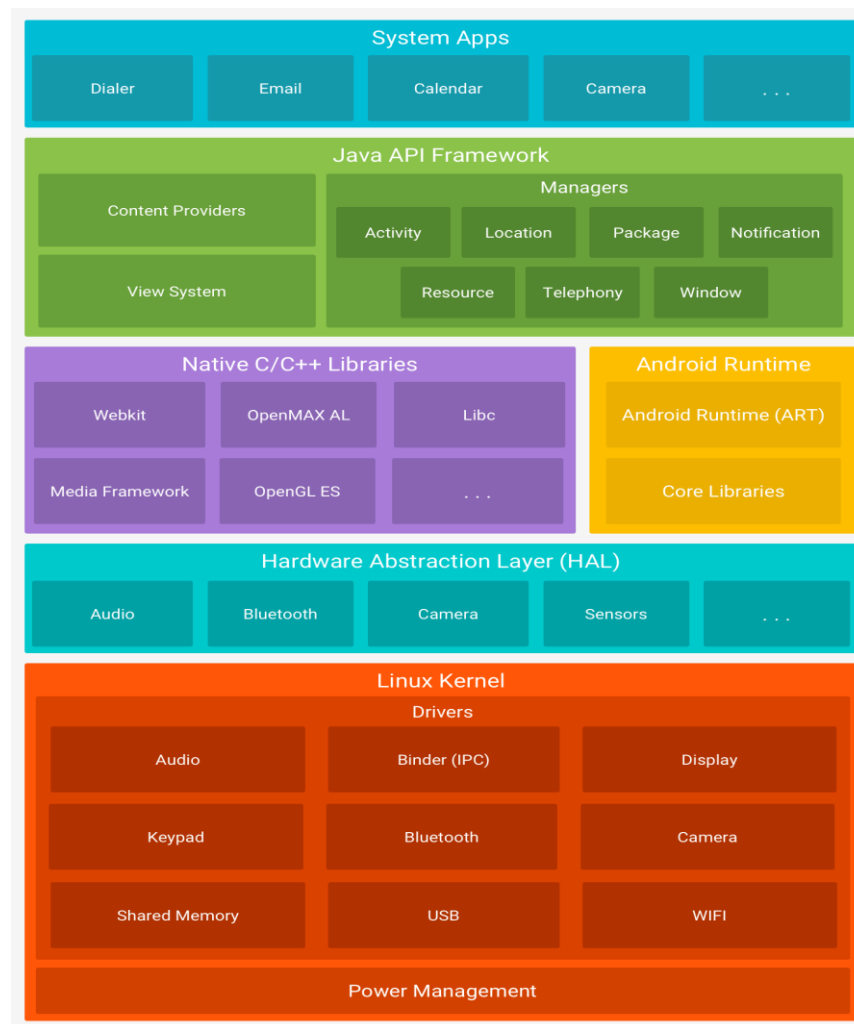 System Apps
Dialer Email Calendar Camera . . .
Java API Framework
Content Providers
View System
Managers
Activity Location Package Notification
Resource Telephony Window
Native C/C++ Libraries
Webkit OpenMAX AL Libc
Media Framework OpenGL ES . . .
Android Runtime
Android Runtime (ART)
Core Libraries
Hardware Abstraction Layer (HAL)
Audio Bluetooth Camera Sensors . . .
Linux Kernel
Drivers
Audio Binder (IPC) Display
Keypad Bluetooth Camera
Shared Memory USB WIFI
Power Management